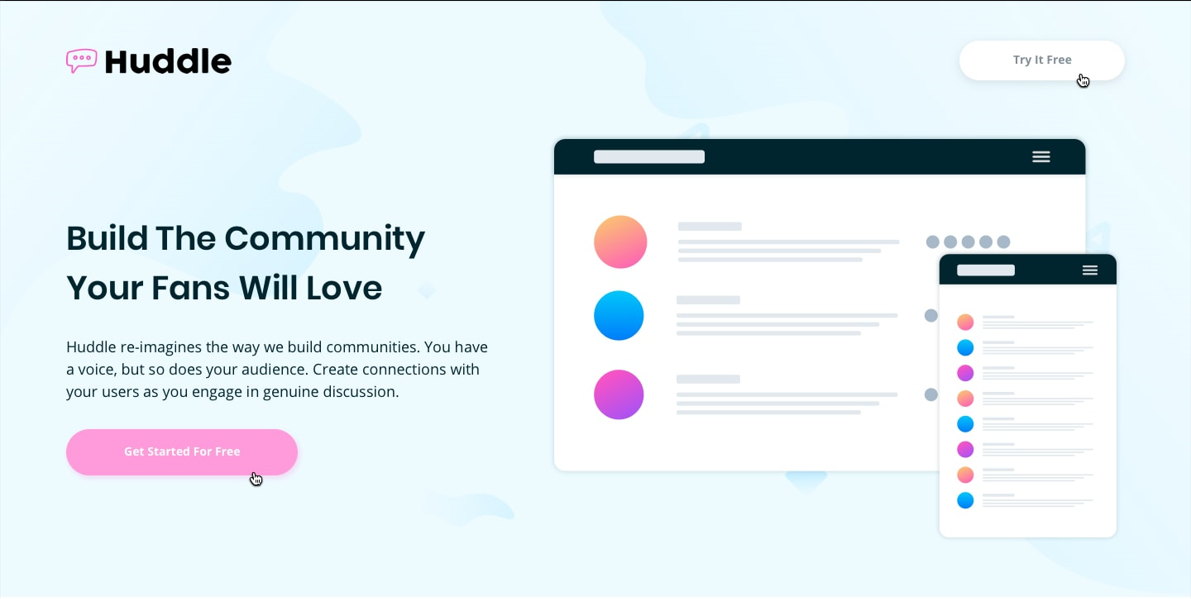 Huddle
Try It Free
Build The Community
Your Fans Will Love
Huddle re-imagines the way we build communities. You have
a voice, but so does your audience. Create connections with
your users as you engage in genuine discussion.
Get Started For Free